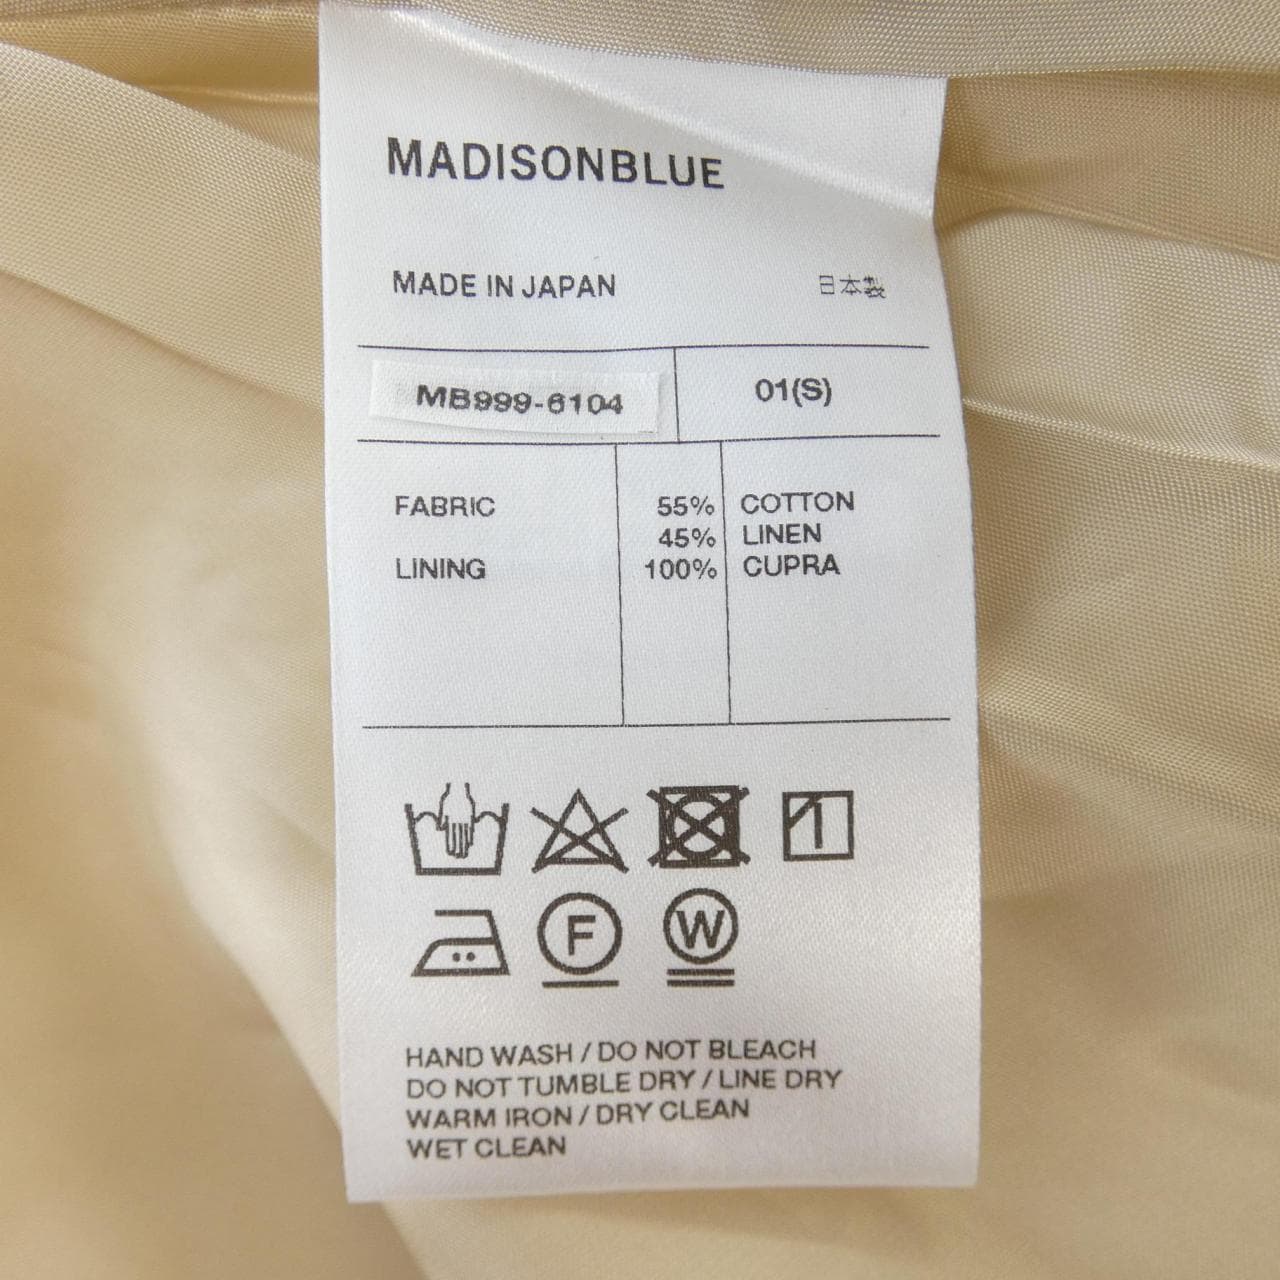 MADISONBLUE
MADE IN JAPAN 日本製
MB999-6104 01(S)
FABRIC 55% COTTON
45% LINEN
LINING 100% CUPRA
F W
HAND WASH / DO NOT BLEACH
DO NOT TUMBLE DRY / LINE DRY
WARM IRON / DRY CLEAN
WET CLEAN